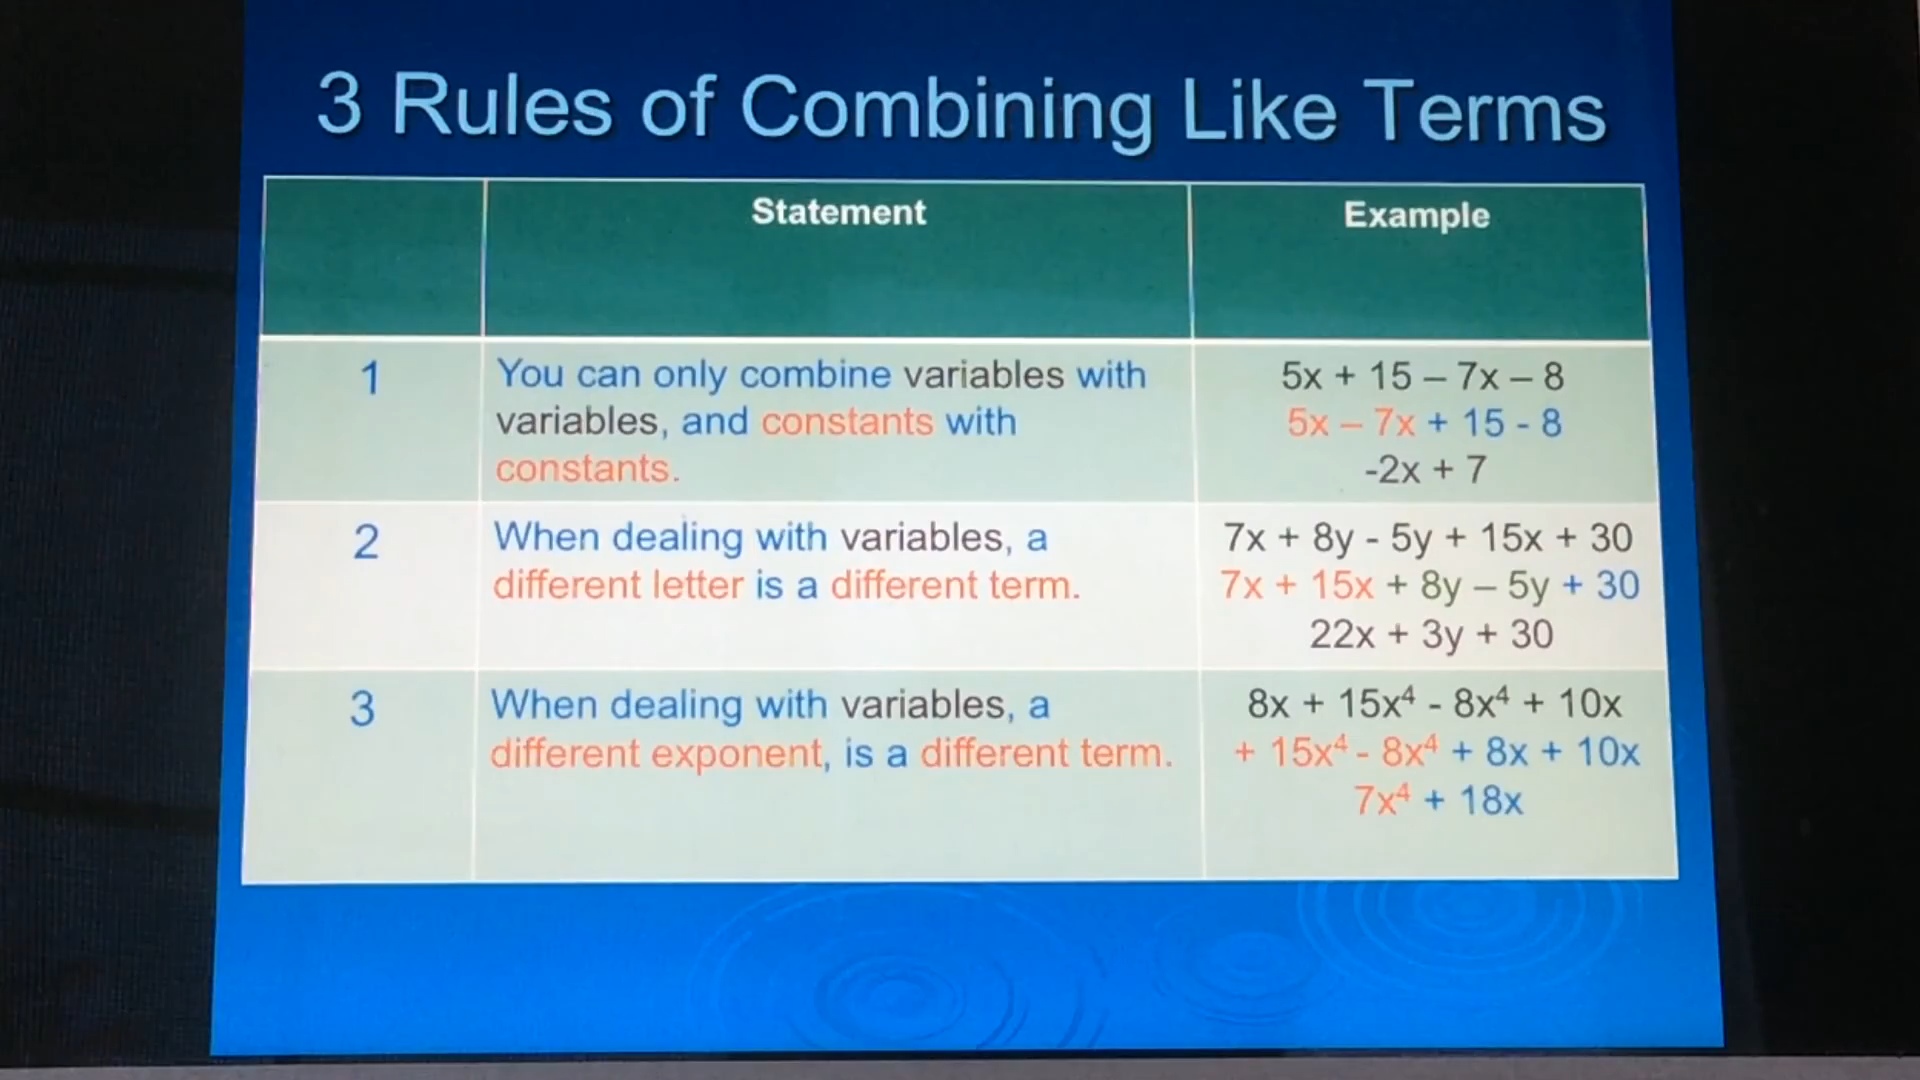 3 Rules of Combining Like Terms
Statement
Example
1
You can only combine variables with
variables, and constants with
constants.
5x + 15 – 7x – 8
5x – 7x + 15 - 8
-2x + 7
2
When dealing with variables, a
different letter is a different term.
7x + 8y - 5y + 15x + 30
7x + 15x + 8y – 5y + 30
22x + 3y + 30
3
When dealing with variables, a
different exponent, is a different term.
8x + 15x⁴ - 8x⁴ + 10x
+ 15x⁴ - 8x⁴ + 8x + 10x
7x⁴ + 18x